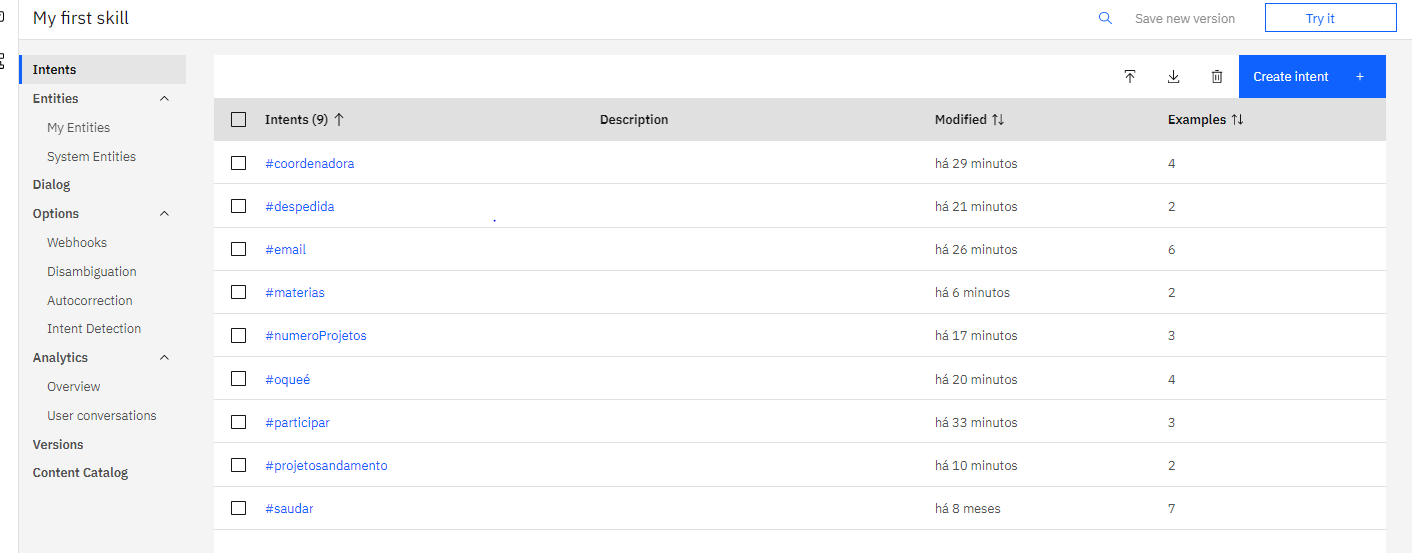 My first skill
Save new version
Try it
Intents
Entities
My Entities
System Entities
Dialog
Options
Webhooks
Disambiguation
Autocorrection
Intent Detection
Analytics
Overview
User conversations
Versions
Content Catalog
Create intent +
Intents (9) Description Modified Examples
#coordenadora há 29 minutos 4
#despedida há 21 minutos 2
#email há 26 minutos 6
#materias há 6 minutos 2
#numeroProjetos há 17 minutos 3
#oqueé há 20 minutos 4
#participar há 33 minutos 3
#projetosandamento há 10 minutos 2
#saudar há 8 meses 7